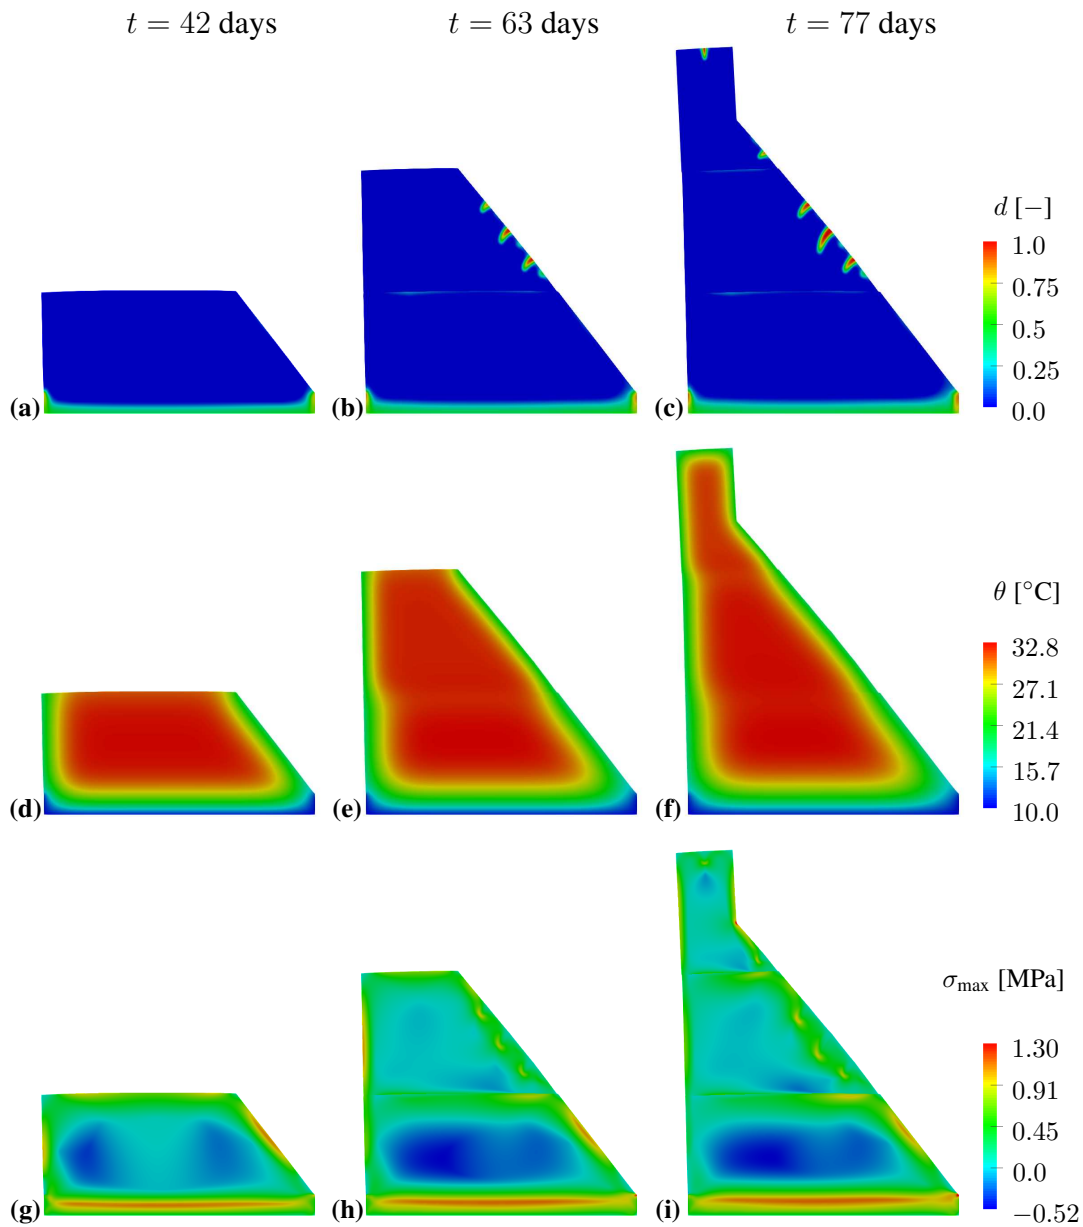 t = 42 days
t = 63 days
t = 77 days
d [−]
1.0
0.75
0.5
0.25
0.0
(a)
(b)
(c)
θ [°C]
32.8
27.1
21.4
15.7
10.0
(d)
(e)
(f)
σmax [MPa]
1.30
0.91
0.45
0.0
−0.52
(g)
(h)
(i)